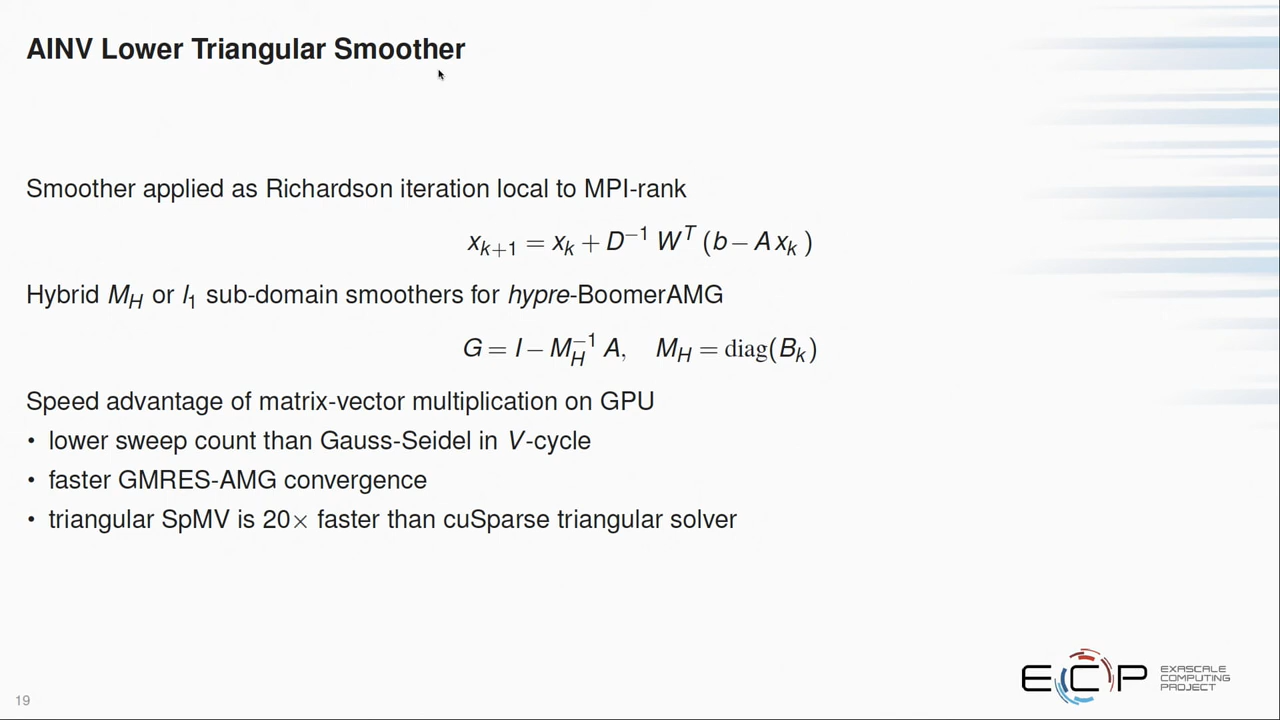 AINV Lower Triangular Smoother
Smoother applied as Richardson iteration local to MPI-rank
x_{k+1} = x_k + D^{-1} W^T (b - A x_k)
Hybrid M_H or l_1 sub-domain smoothers for hypre-BoomerAMG
G = I - M_H^{-1} A, M_H = diag(B_k)
Speed advantage of matrix-vector multiplication on GPU
• lower sweep count than Gauss-Seidel in V-cycle
• faster GMRES-AMG convergence
• triangular SpMV is 20× faster than cuSparse triangular solver
19
ECP
EXASCALE
COMPUTING
PROJECT